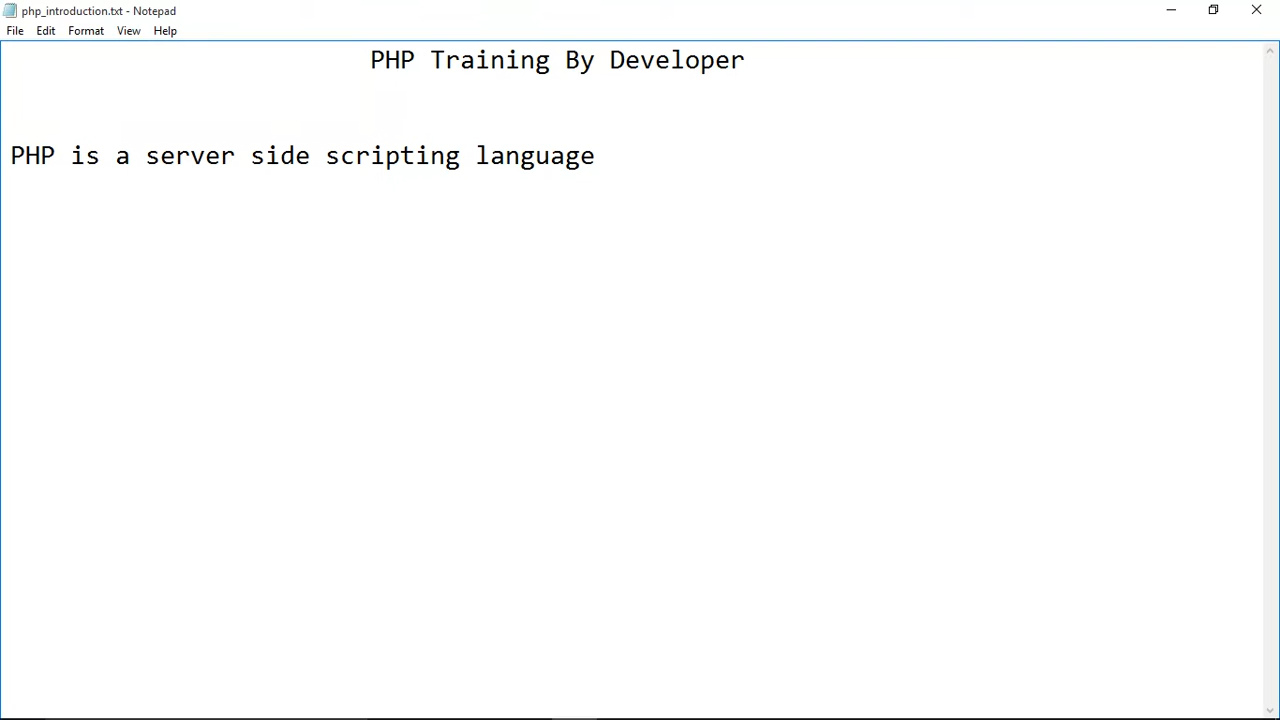 php_introduction.txt - Notepad
File Edit Format View Help
PHP Training By Developer
PHP is a server side scripting language